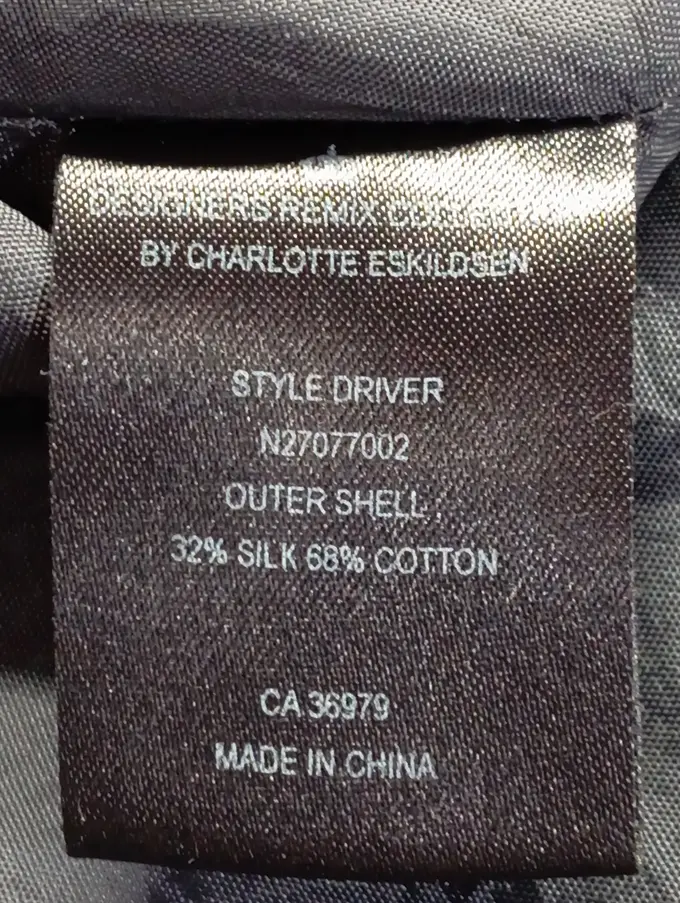 DESIGNERS REMIX COLLECTION
BY CHARLOTTE ESKILDSEN
STYLE DRIVER
N27077002
OUTER SHELL:
32% SILK 68% COTTON
CA 36979
MADE IN CHINA